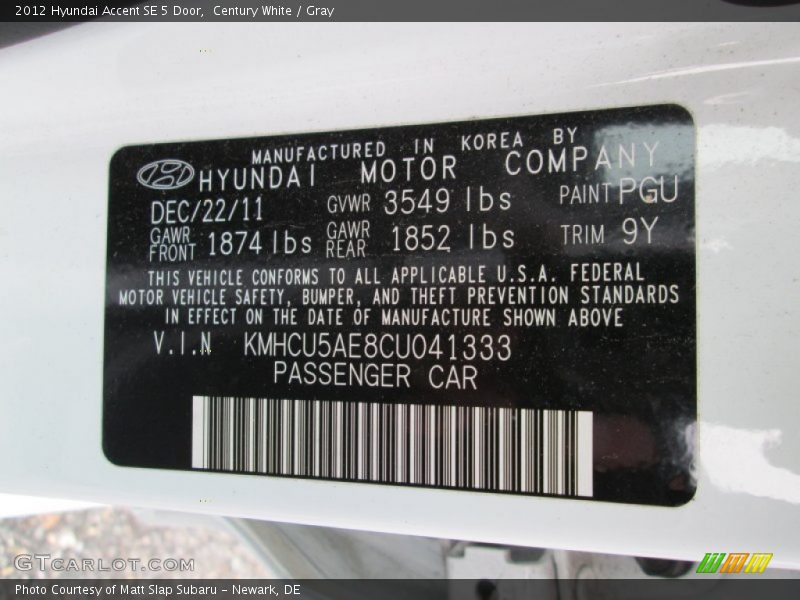 2012 Hyundai Accent SE 5 Door,  Century White / Gray
MANUFACTURED IN KOREA BY
HYUNDAI MOTOR COMPANY
DEC/22/11 GVWR 3549 lbs PAINT PGU
GAWR FRONT 1874 lbs GAWR REAR 1852 lbs TRIM 9Y
THIS VEHICLE CONFORMS TO ALL APPLICABLE U.S.A. FEDERAL
MOTOR VEHICLE SAFETY, BUMPER, AND THEFT PREVENTION STANDARDS
IN EFFECT ON THE DATE OF MANUFACTURE SHOWN ABOVE
V.I.N KMHCU5AE8CU041333
PASSENGER CAR
GTCARLOT.COM
Photo Courtesy of Matt Slap Subaru - Newark, DE